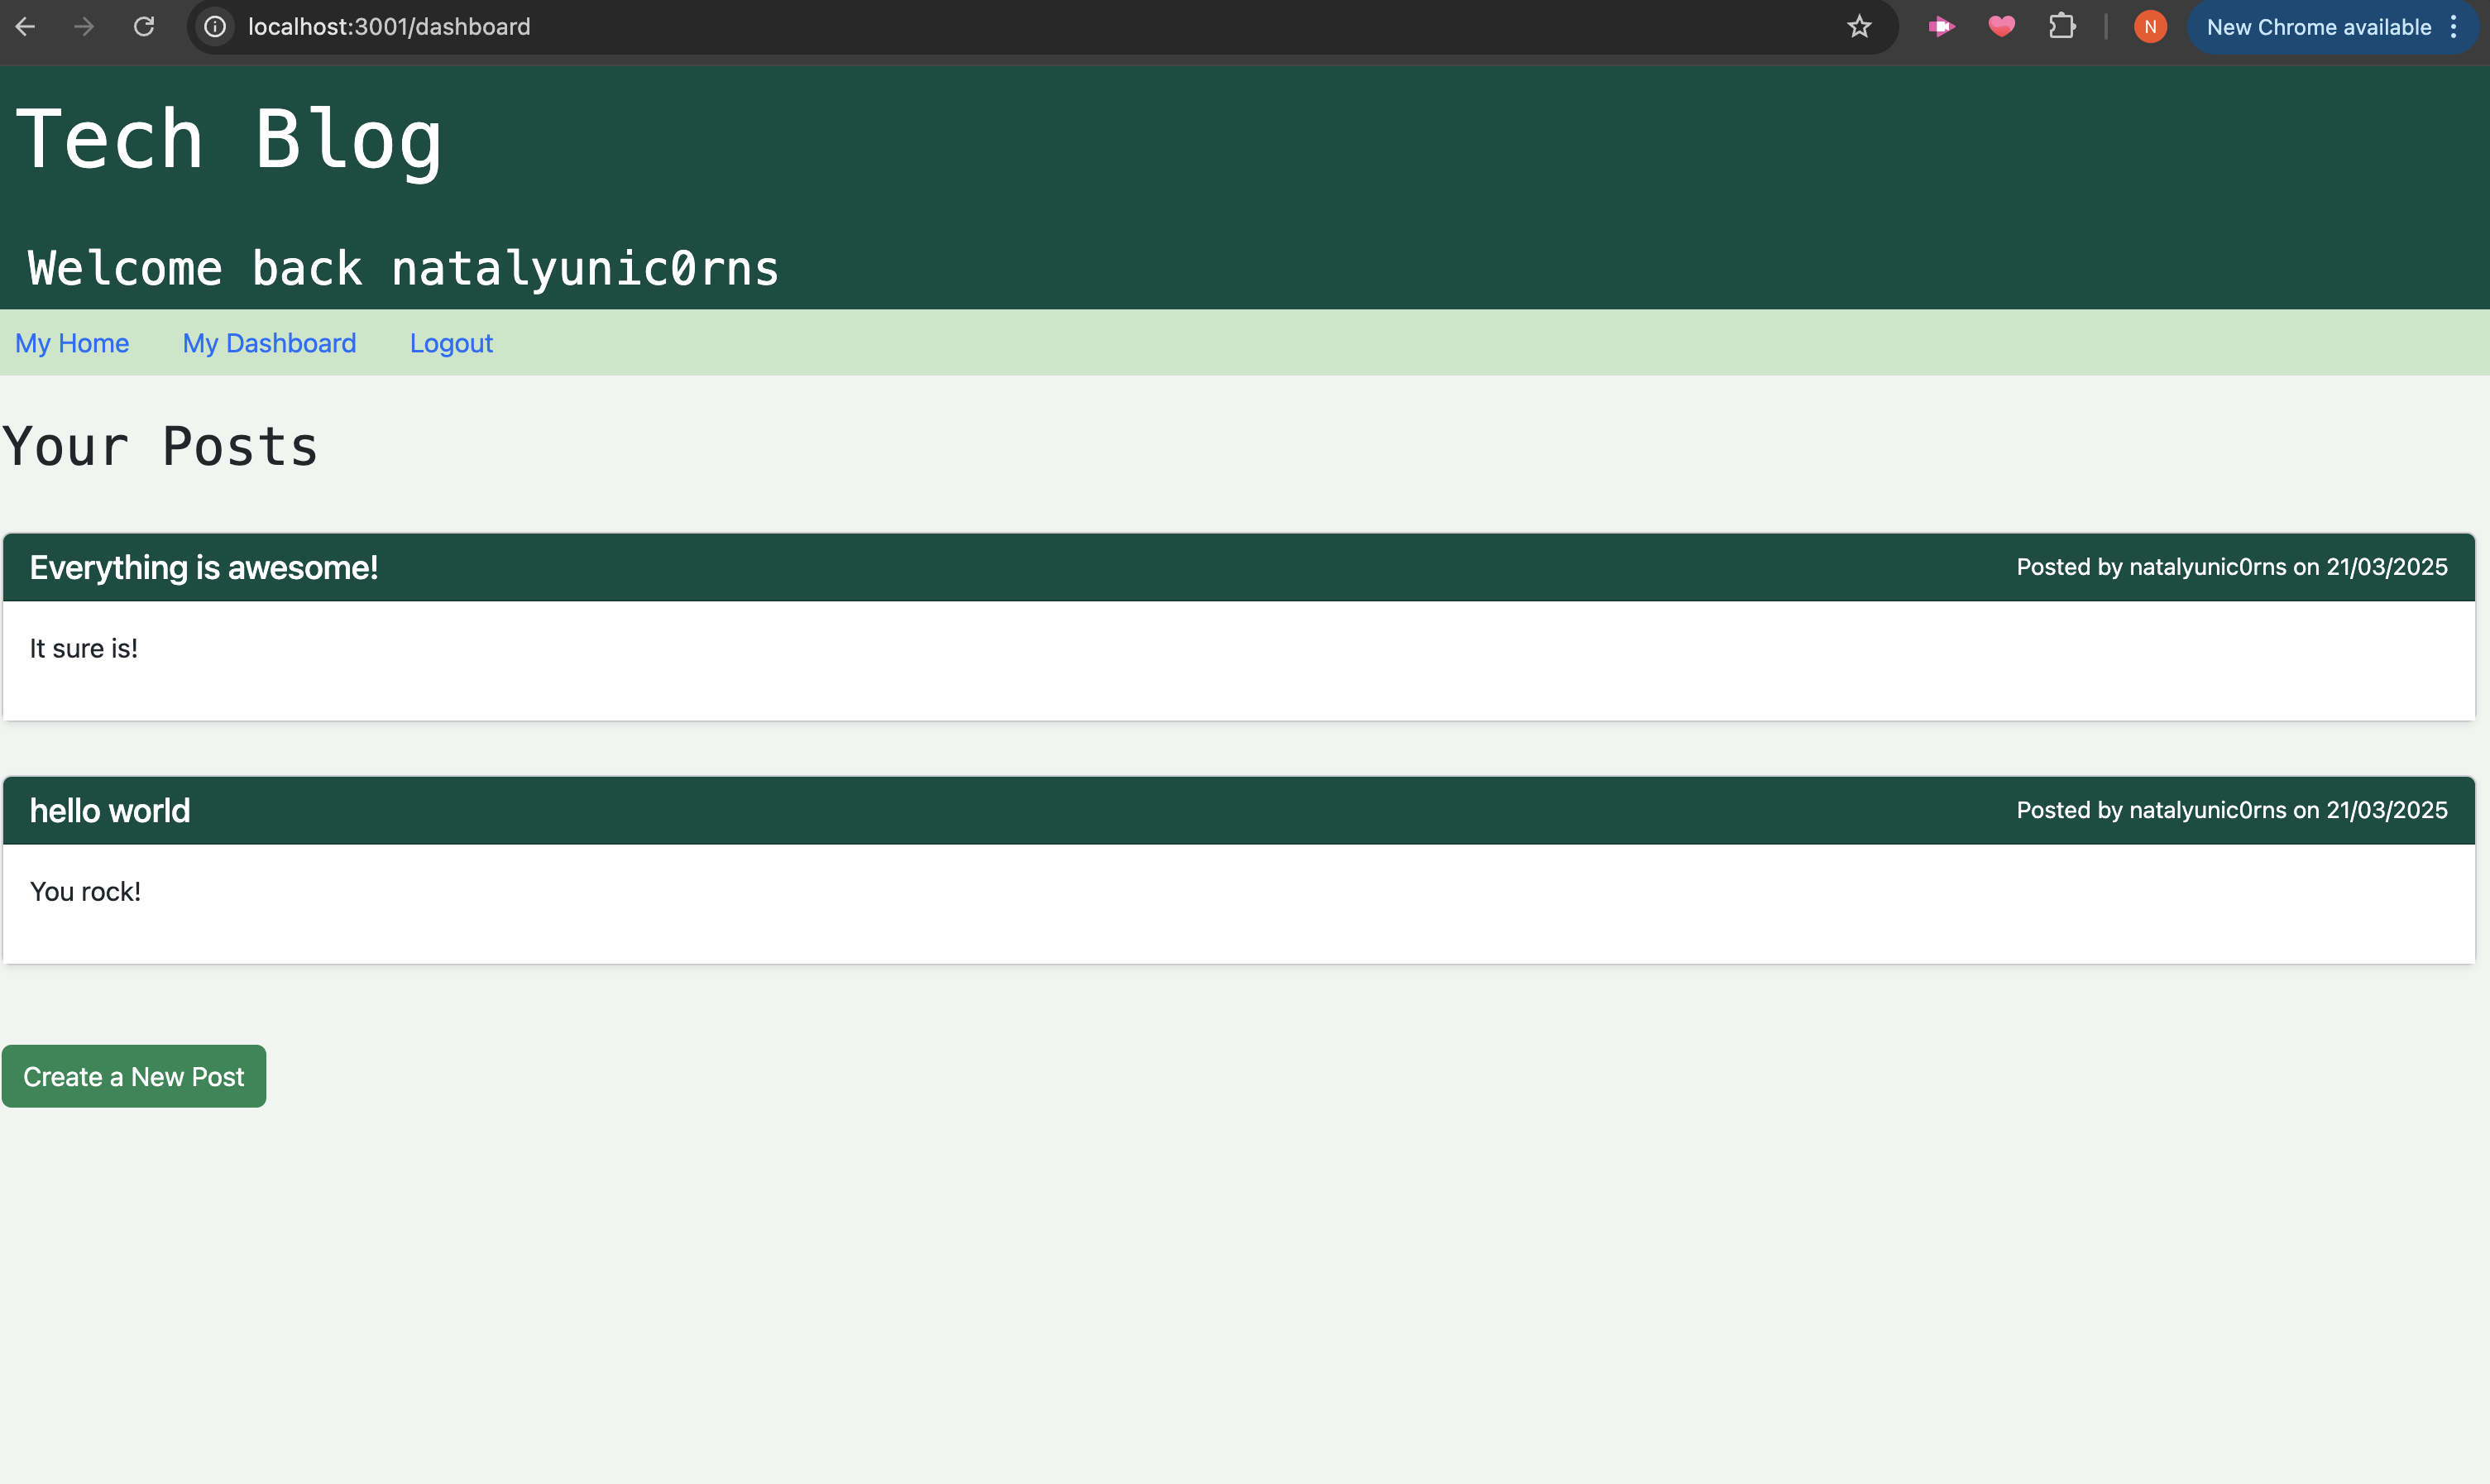 localhost:3001/dashboard
N
New Chrome available
Tech Blog
Welcome back natalyunic0rns
My Home My Dashboard Logout
Your Posts
Everything is awesome! Posted by natalyunic0rns on 21/03/2025
It sure is!
hello world Posted by natalyunic0rns on 21/03/2025
You rock!
Create a New Post